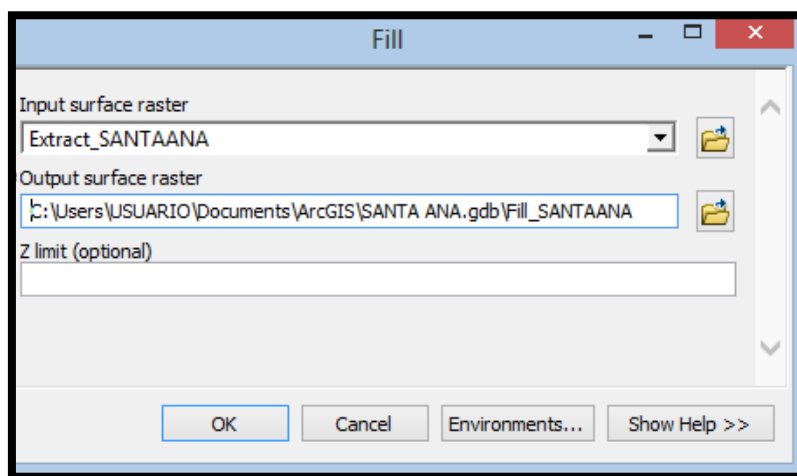 Fill
Input surface raster
Extract_SANTAANA
Output surface raster
C:\Users\USUARIO\Documents\ArcGIS\SANTA ANA.gdb\Fill_SANTAANA
Z limit (optional)
OK
Cancel
Environments...
Show Help >>